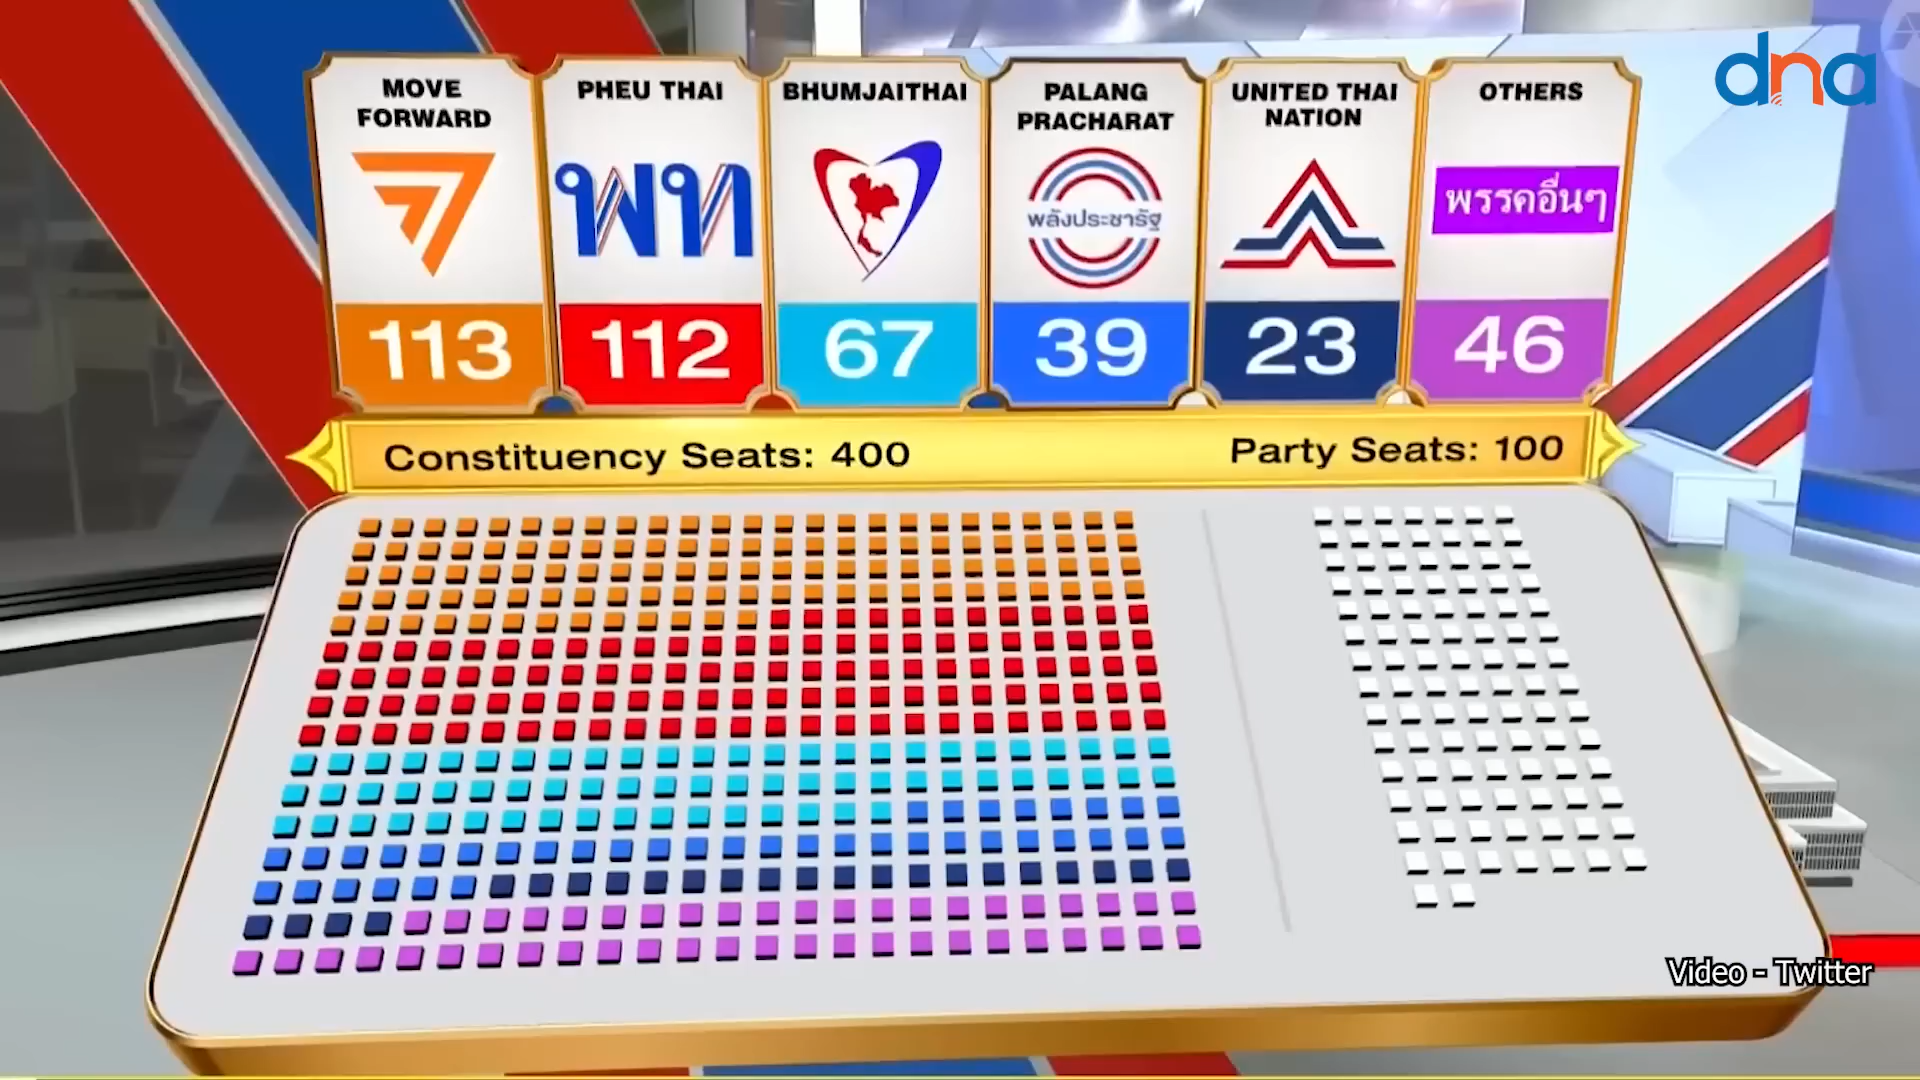 dna
MOVE
FORWARD
PHEU THAI
พท
BHUMJAITHAI
PALANG
PRACHARAT
พลังประชารัฐ
UNITED THAI
NATION
OTHERS
พรรคอื่นๆ
113
112
67
39
23
46
Constituency Seats: 400
Party Seats: 100
Video - Twitter